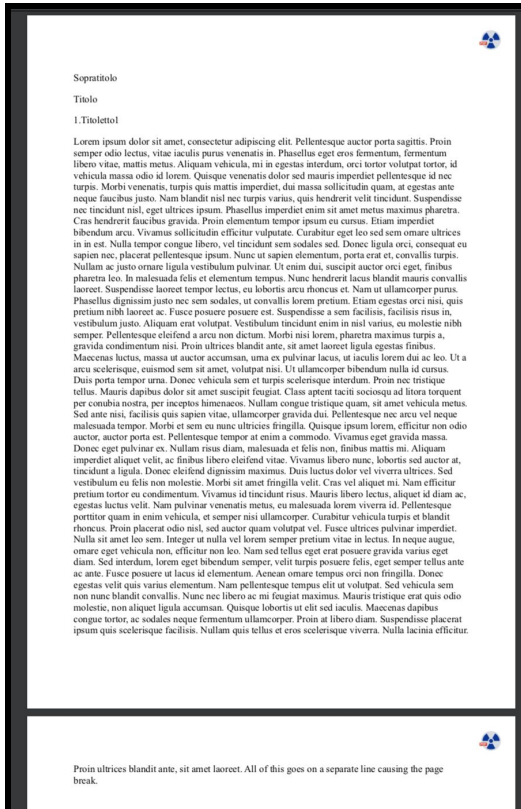 Sopratitolo
Titolo
1.Titoletto1
Lorem ipsum dolor sit amet, consectetur adipiscing elit. Pellentesque auctor porta sagittis. Proin
semper odio lectus, vitae iaculis purus venenatis in. Phasellus eget eros fermentum, fermentum
libero vitae, mattis metus. Aliquam vehicula, mi in egestas interdum, orci tortor volutpat tortor, id
vehicula massa odio id lorem. Quisque venenatis dolor sed mauris imperdiet pellentesque id nec
turpis. Morbi venenatis, turpis quis mattis imperdiet, dui massa sollicitudin quam, at egestas ante
neque faucibus justo. Nam blandit nisl nec turpis varius, quis hendrerit velit tincidunt. Suspendisse
nec tincidunt nisl, eget ultrices ipsum. Phasellus imperdiet enim sit amet metus maximus pharetra.
Cras hendrerit faucibus gravida. Proin elementum tempor ipsum eu cursus. Etiam imperdiet
bibendum arcu. Vivamus sollicitudin efficitur vulputate. Curabitur eget leo sed sem ornare ultrices
in in est. Nulla tempor congue libero, vel tincidunt sem sodales sed. Donec ligula orci, consequat eu
sapien nec, placerat pellentesque ipsum. Nunc ut sapien elementum, porta erat et, convallis turpis.
Nullam ac justo ornare ligula vestibulum pulvinar. Ut enim dui, suscipit auctor orci eget, finibus
pharetra leo. In malesuada felis et elementum tempus. Nunc hendrerit lacus blandit mauris convallis
laoreet. Suspendisse laoreet tempor lectus, eu lobortis arcu rhoncus et. Nam ut ullamcorper purus.
Phasellus dignissim justo nec sem sodales, ut convallis lorem pretium. Etiam egestas orci nisi, quis
pretium nibh laoreet ac. Fusce posuere posuere est. Suspendisse a sem facilisis, facilisis risus in,
vestibulum justo. Aliquam erat volutpat. Vestibulum tincidunt enim in nisl varius, eu molestie nibh
semper. Pellentesque eleifend a arcu non dictum. Morbi nisi lorem, pharetra maximus turpis a,
gravida condimentum nisi. Proin ultrices blandit ante, sit amet laoreet ligula egestas finibus.
Maecenas luctus, massa ut auctor accumsan, urna ex pulvinar lacus, ut iaculis lorem dui ac leo. Ut a
arcu scelerisque, euismod sem sit amet, volutpat nisi. Ut ullamcorper bibendum nulla id cursus.
Duis porta tempor urna. Donec vehicula sem et turpis scelerisque interdum. Proin nec tristique
tellus. Mauris dapibus dolor sit amet suscipit feugiat. Class aptent taciti sociosqu ad litora torquent
per conubia nostra, per inceptos himenaeos. Nullam congue tristique quam, sit amet vehicula metus.
Sed ante nisi, facilisis quis sapien vitae, ullamcorper gravida dui. Pellentesque nec arcu vel neque
malesuada tempor. Morbi et sem eu nunc ultricies fringilla. Quisque ipsum lorem, efficitur non odio
auctor, auctor porta est. Pellentesque tempor at enim a commodo. Vivamus eget gravida massa.
Donec eget pulvinar ex. Nullam risus diam, malesuada et felis non, finibus mattis mi. Aliquam
imperdiet aliquet velit, ac finibus libero eleifend vitae. Vivamus libero nunc, lobortis sed auctor at,
tincidunt a ligula. Donec eleifend dignissim maximus. Duis luctus dolor vel viverra ultrices. Sed
vestibulum eu felis non molestie. Morbi sit amet fringilla velit. Cras vel aliquet mi. Nam efficitur
pretium tortor eu condimentum. Vivamus id tincidunt risus. Mauris libero lectus, aliquet id diam ac,
egestas luctus velit. Nam pulvinar venenatis metus, eu malesuada lorem viverra id. Pellentesque
porttitor quam in enim vehicula, et semper nisi ullamcorper. Curabitur vehicula turpis et blandit
rhoncus. Proin placerat odio nisl, sed auctor quam volutpat vel. Fusce ultrices pulvinar imperdiet.
Nulla sit amet leo sem. Integer ut nulla vel lorem semper pretium vitae in lectus. In neque augue,
ornare eget vehicula non, efficitur non leo. Nam sed tellus eget erat posuere gravida varius eget
diam. Sed interdum, lorem eget bibendum semper, velit turpis posuere felis, eget semper tellus ante
ac ante. Fusce posuere ut lacus id elementum. Aenean ornare tempus orci non fringilla. Donec
egestas velit quis varius elementum. Nam pellentesque tempus elit ut volutpat. Sed vehicula sem
non nunc blandit convallis. Nunc nec libero ac mi feugiat maximus. Mauris tristique erat quis odio
molestie, non aliquet ligula accumsan. Quisque lobortis ut elit sed iaculis. Maecenas dapibus
congue tortor, ac sodales neque fermentum ullamcorper. Proin at libero diam. Suspendisse placerat
ipsum quis scelerisque facilisis. Nullam quis tellus et eros scelerisque viverra. Nulla lacinia efficitur.
Proin ultrices blandit ante, sit amet laoreet. All of this goes on a separate line causing the page
break.